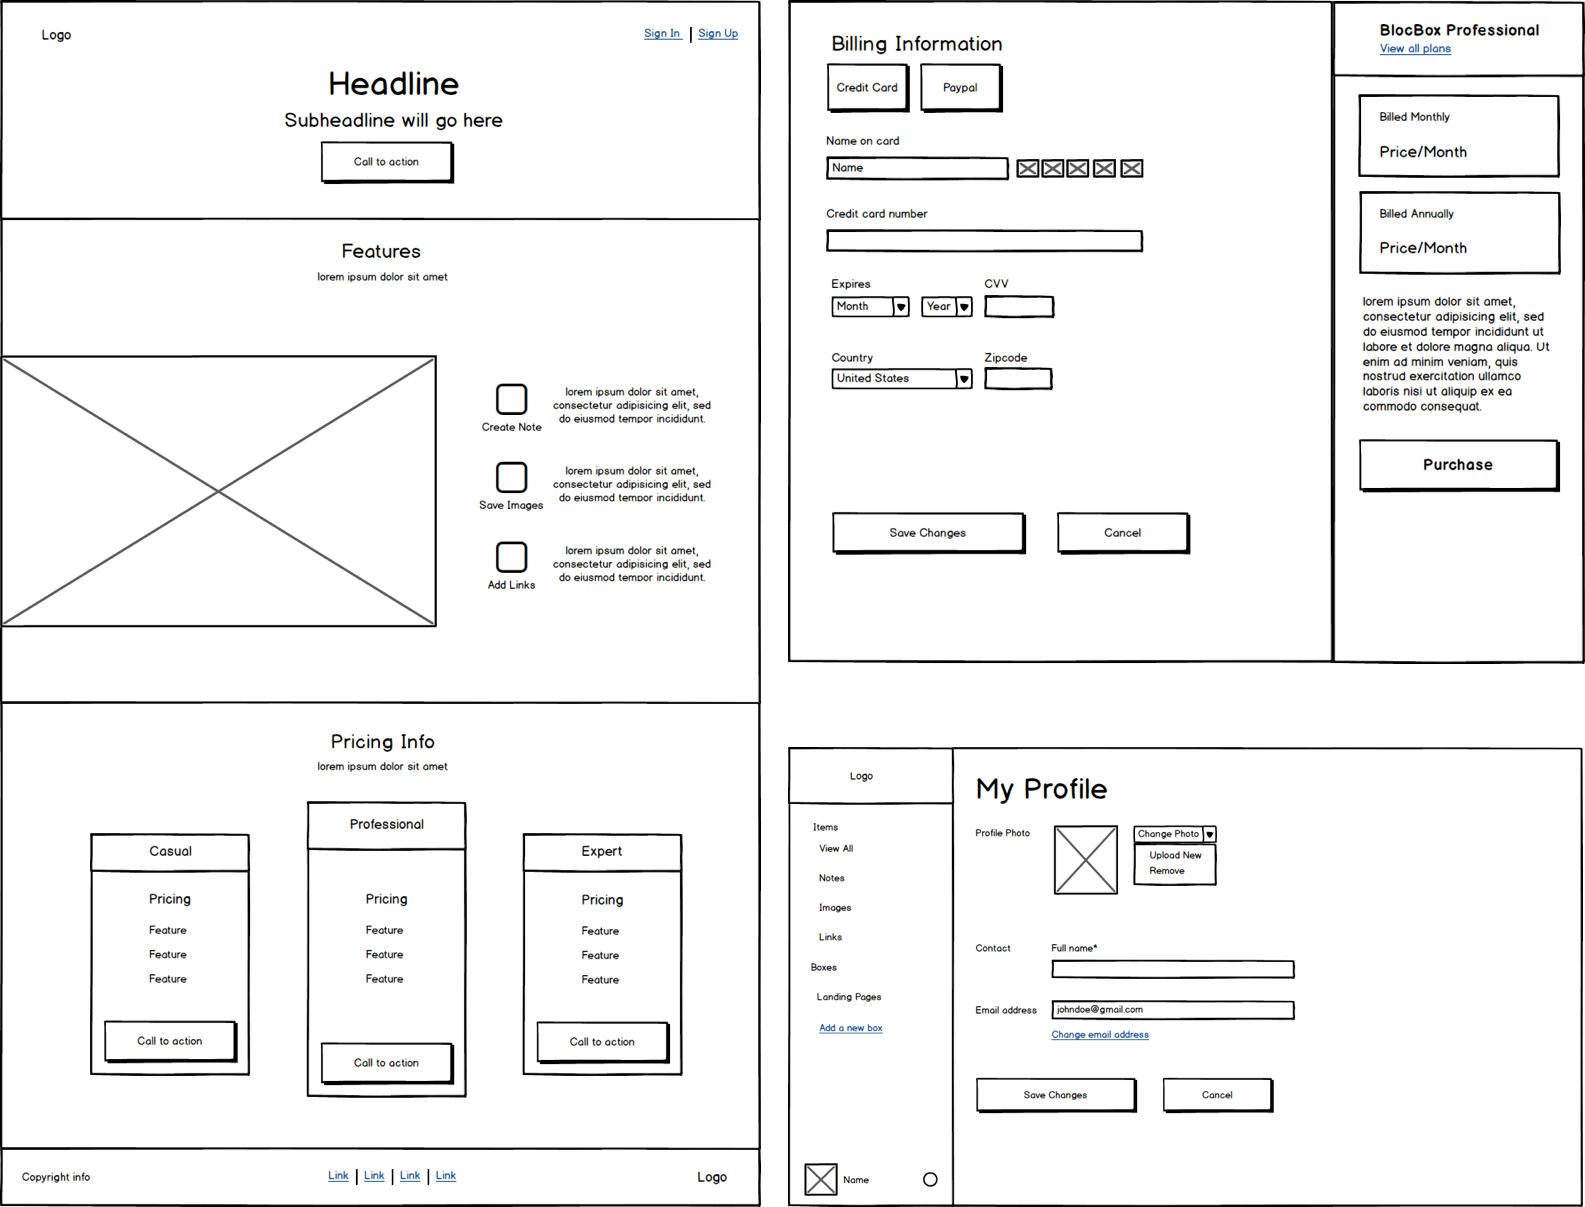 Logo
Sign In
Sign Up
Headline
Subheadline will go here
Call to action
Features
lorem ipsum dolor sit amet
Create Note
lorem ipsum dolor sit amet,
consectetur adipisicing elit, sed
do eiusmod tempor incididunt.
Save Images
lorem ipsum dolor sit amet,
consectetur adipisicing elit, sed
do eiusmod tempor incididunt.
Add Links
lorem ipsum dolor sit amet,
consectetur adipisicing elit, sed
do eiusmod tempor incididunt.
Pricing Info
lorem ipsum dolor sit amet
Casual
Pricing
Feature
Feature
Feature
Call to action
Professional
Pricing
Feature
Feature
Feature
Call to action
Expert
Pricing
Feature
Feature
Feature
Call to action
Copyright info
Link
Link
Link
Link
Logo
Billing Information
Credit Card
Paypal
Name on card
Name
Credit card number
Expires
CVV
Month
Year
Country
Zipcode
United States
Save Changes
Cancel
BlocBox Professional
View all plans
Billed Monthly
Price/Month
Billed Annually
Price/Month
lorem ipsum dolor sit amet,
consectetur adipisicing elit, sed
do eiusmod tempor incididunt ut
labore et dolore magna aliqua. Ut
enim ad minim veniam, quis
nostrud exercitation ullamco
laboris nisi ut aliquip ex ea
commodo consequat.
Purchase
Logo
Items
View All
Notes
Images
Links
Boxes
Landing Pages
Add a new box
Name
My Profile
Profile Photo
Change Photo
Upload New
Remove
Contact
Full name*
Email address
johndoe@gmail.com
Change email address
Save Changes
Cancel